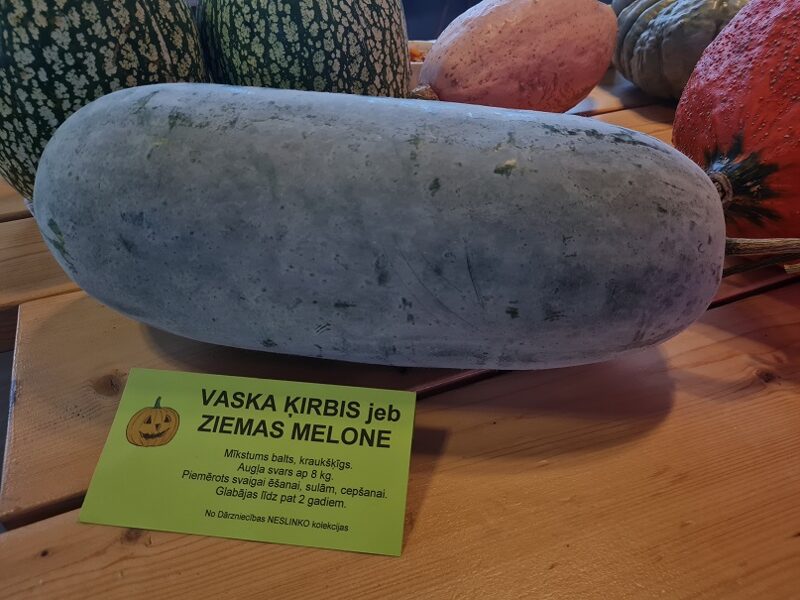 VASKA ĶIRBIS jeb
ZIEMAS MELONE
Mīkstums balts, kraukšķīgs.
Augļa svars ap 8 kg.
Piemērots svaigai ēšanai, sulām, cepšanai.
Glabājas līdz pat 2 gadiem.
No Dārzniecības NESLINKO kolekcijas